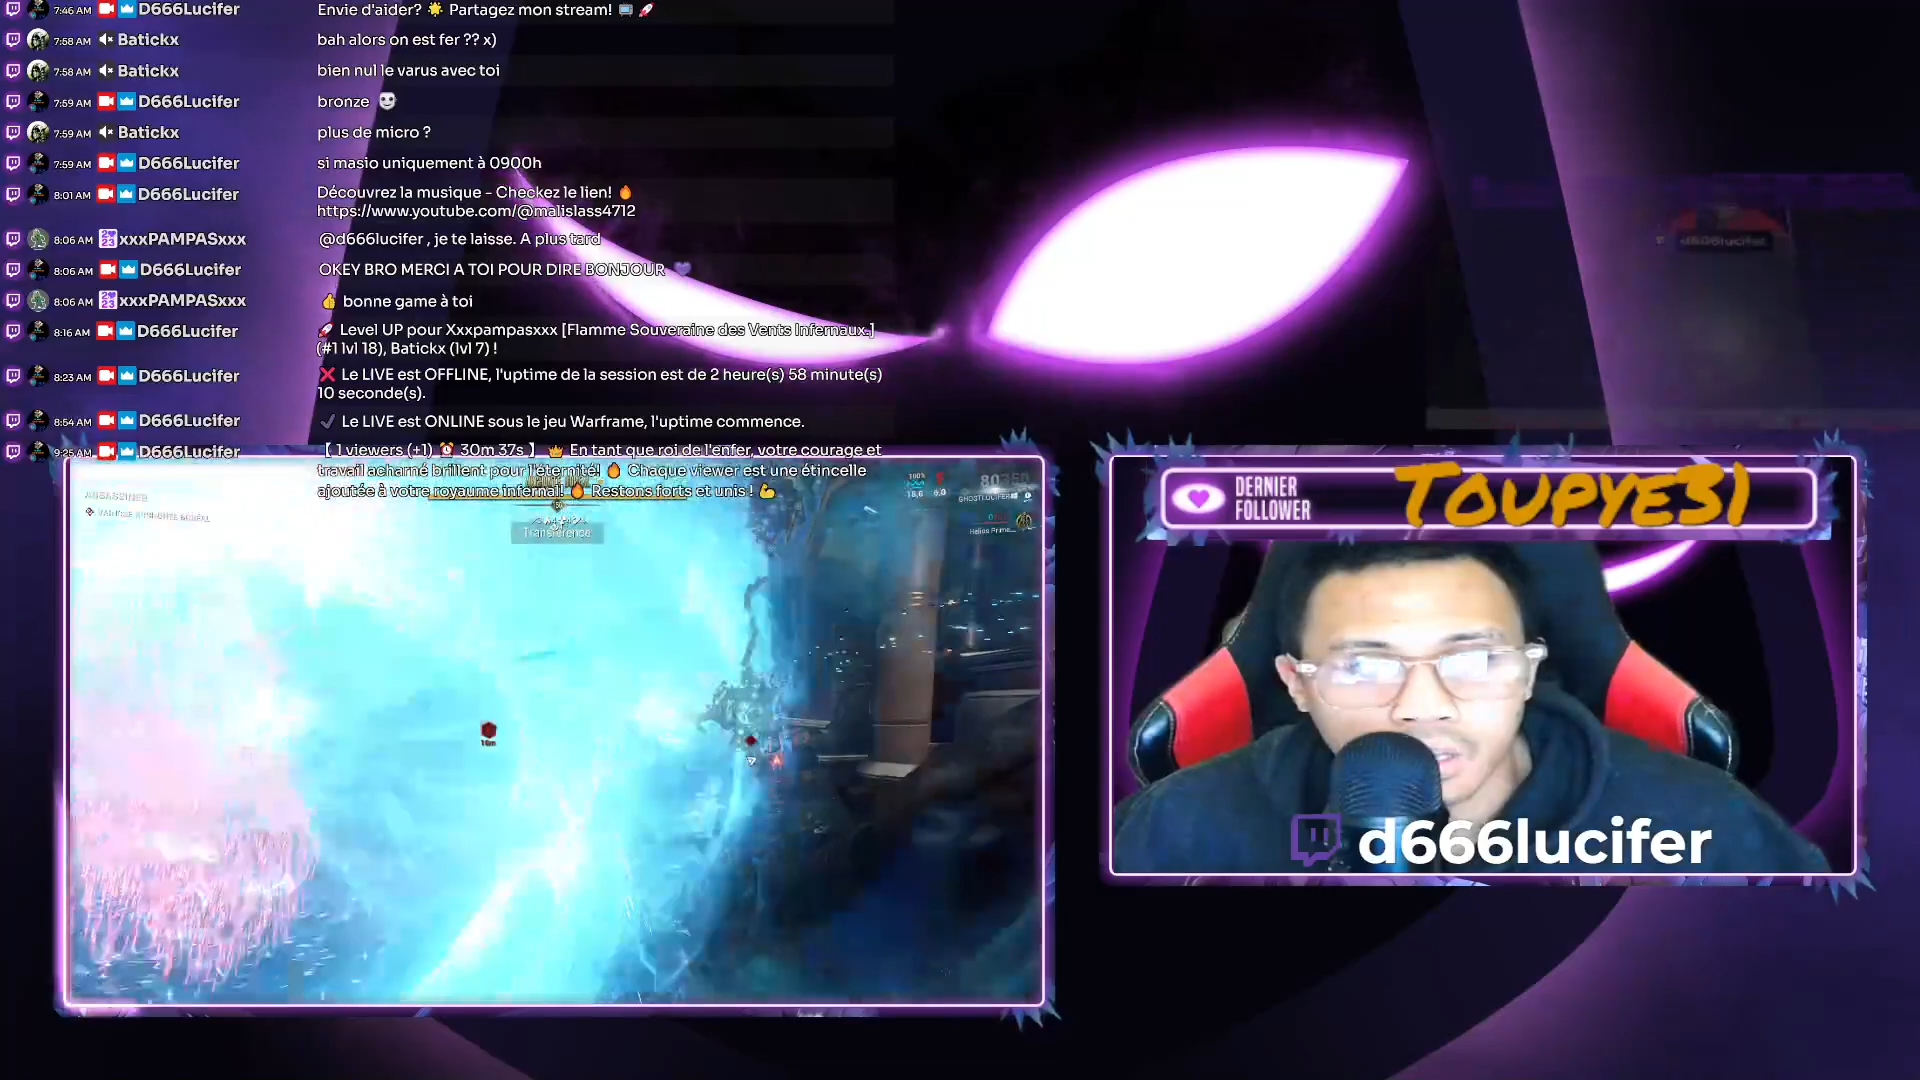 7:46 AM D666Lucifer Envie d'aider? 🌟 Partagez mon stream! 📺 🚀
7:58 AM Batickx bah alors on est fer ?? x)
7:58 AM Batickx bien nul le varus avec toi
7:59 AM D666Lucifer bronze
7:59 AM Batickx plus de micro ?
7:59 AM D666Lucifer si masio uniquement à 0900h
8:01 AM D666Lucifer Découvrez la musique - Checkez le lien! 🔥
https://www.youtube.com/@malislass4712
8:06 AM xxxPAMPASxxx @d666lucifer , je te laisse. A plus tard
8:06 AM D666Lucifer OKEY BRO MERCI A TOI POUR DIRE BONJOUR 💜
8:06 AM xxxPAMPASxxx 👍 bonne game à toi
8:16 AM D666Lucifer 🚀 Level UP pour Xxxpampasxxx [Flamme Souveraine des Vents Infernaux.]
(#1 lvl 18), Batickx (lvl 7) !
8:23 AM D666Lucifer ❌ Le LIVE est OFFLINE, l'uptime de la session est de 2 heure(s) 58 minute(s)
10 seconde(s).
8:54 AM D666Lucifer ✔ Le LIVE est ONLINE sous le jeu Warframe, l'uptime commence.
9:25 AM D666Lucifer 【 1 viewers (+1) ⏰ 30m 37s 】 👑 En tant que roi de l'enfer, votre courage et
travail acharné brillent pour l'éternité! 🔥 Chaque viewer est une étincelle
ajoutée à votre royaume infernal! 🔥 Restons forts et unis ! 💪
ASSASSINER
Transference
GHOSTLUCIFER
Helios Prime
DERNIER
FOLLOWER
Toupye31
d666lucifer